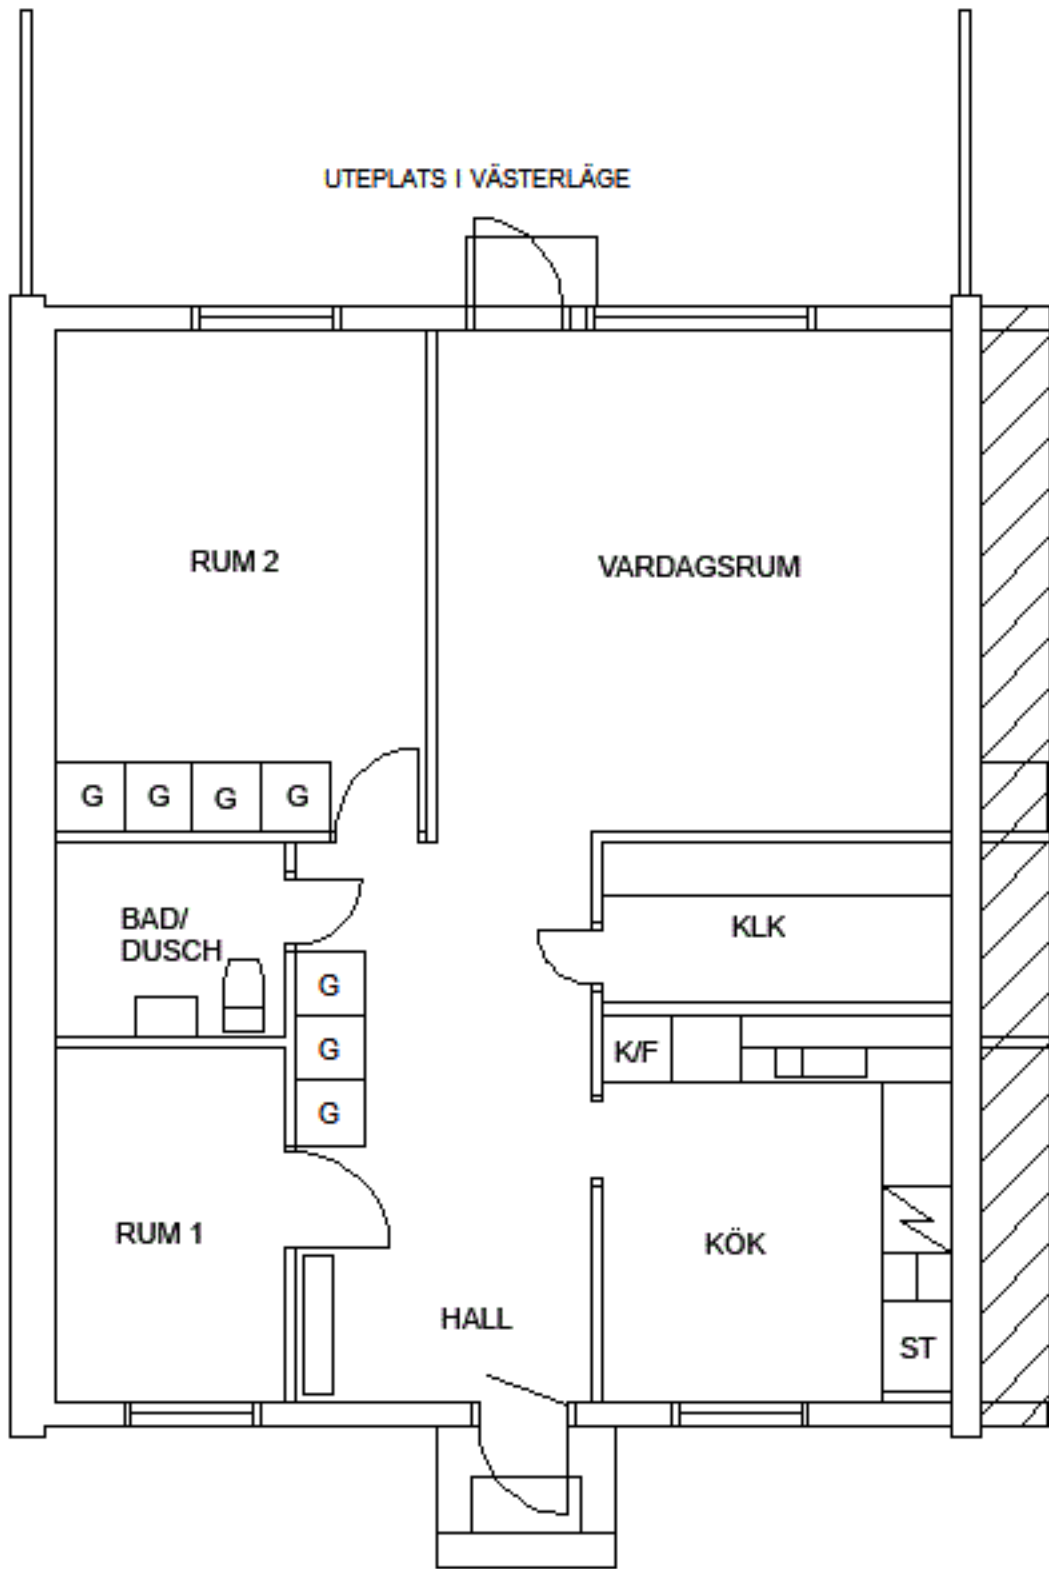 UTEPLATS I VÄSTERLÄGE
RUM 2
VARDAGSRUM
G G G G
BAD/
DUSCH
KLK
G
G
G
K/F
RUM 1
KÖK
HALL
ST